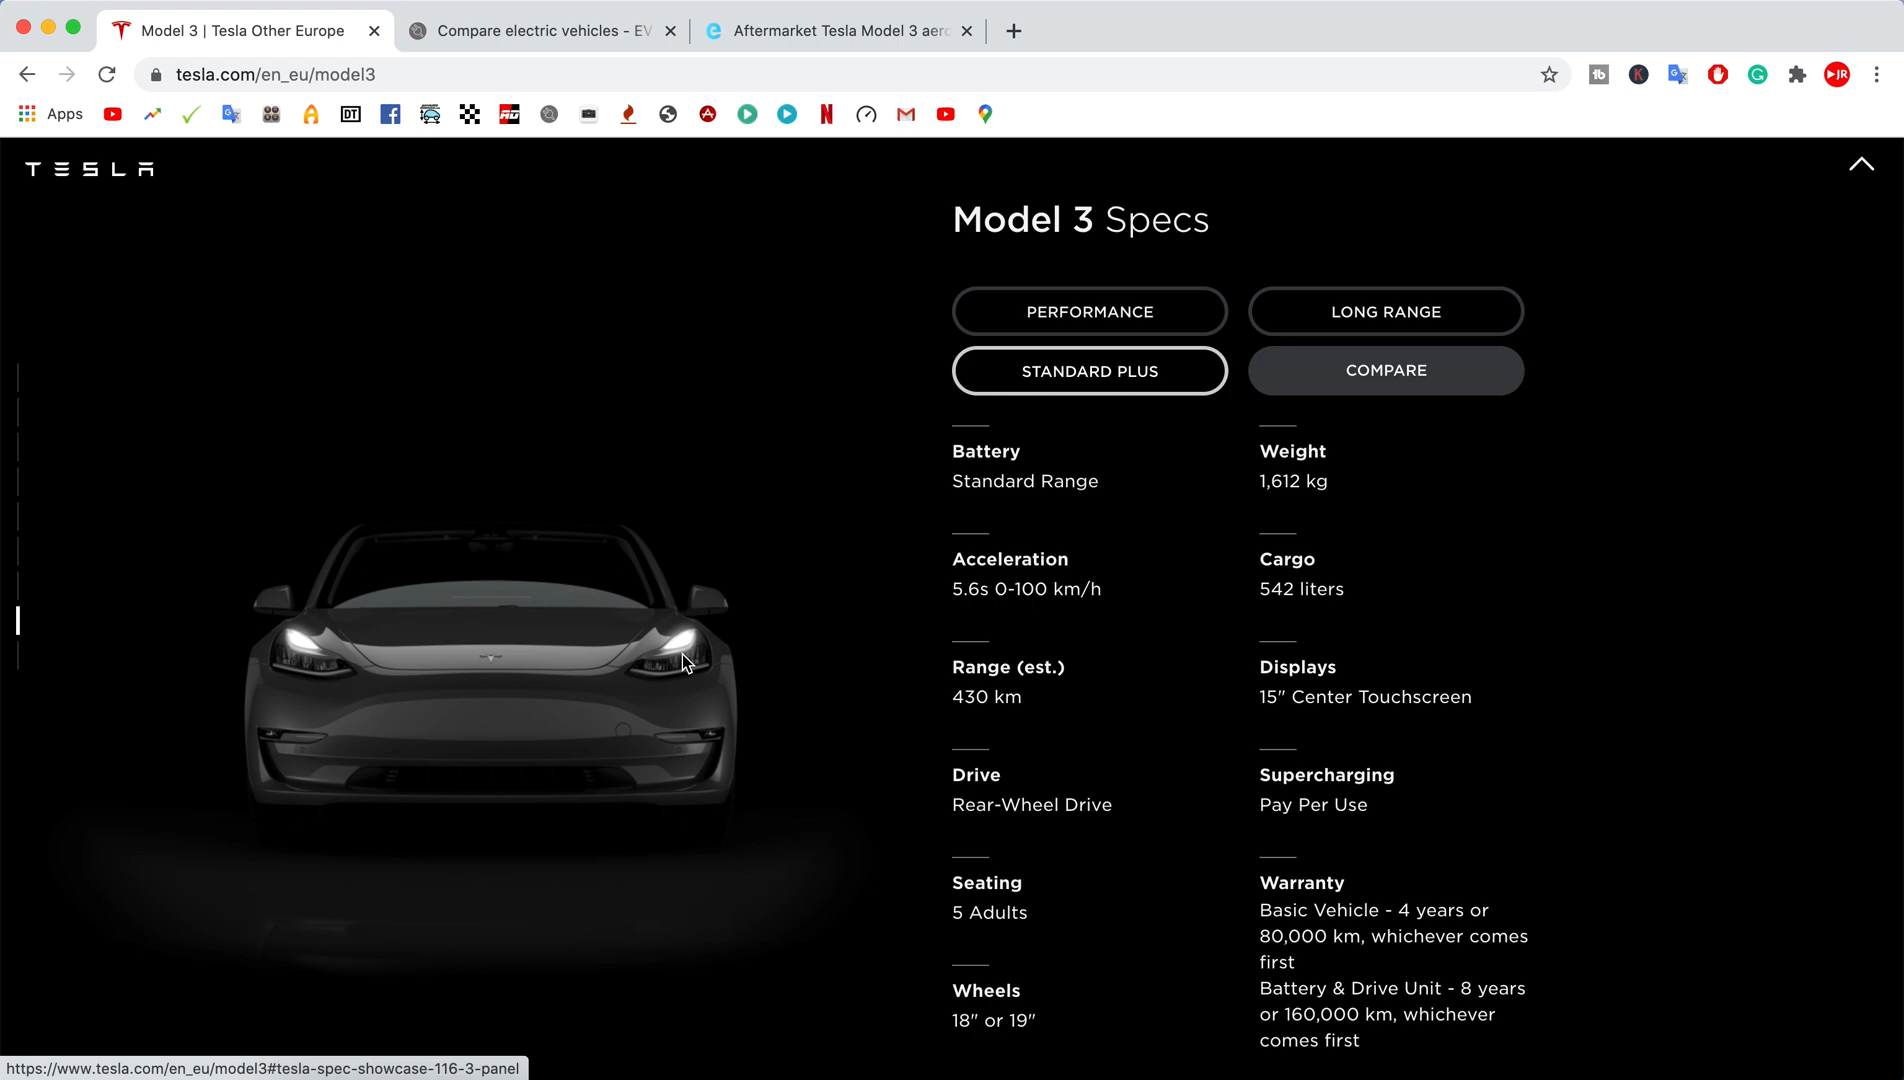 Model 3 | Tesla Other Europe
Compare electric vehicles - EV
Aftermarket Tesla Model 3 aero
tesla.com/en_eu/model3
Apps
TESLA
Model 3 Specs
PERFORMANCE
LONG RANGE
STANDARD PLUS
COMPARE
Battery
Standard Range
Weight
1,612 kg
Acceleration
5.6s 0-100 km/h
Cargo
542 liters
Range (est.)
430 km
Displays
15" Center Touchscreen
Drive
Rear-Wheel Drive
Supercharging
Pay Per Use
Seating
5 Adults
Warranty
Basic Vehicle - 4 years or
80,000 km, whichever comes
first
Battery & Drive Unit - 8 years
or 160,000 km, whichever
comes first
Wheels
18" or 19"
https://www.tesla.com/en_eu/model3#tesla-spec-showcase-116-3-panel